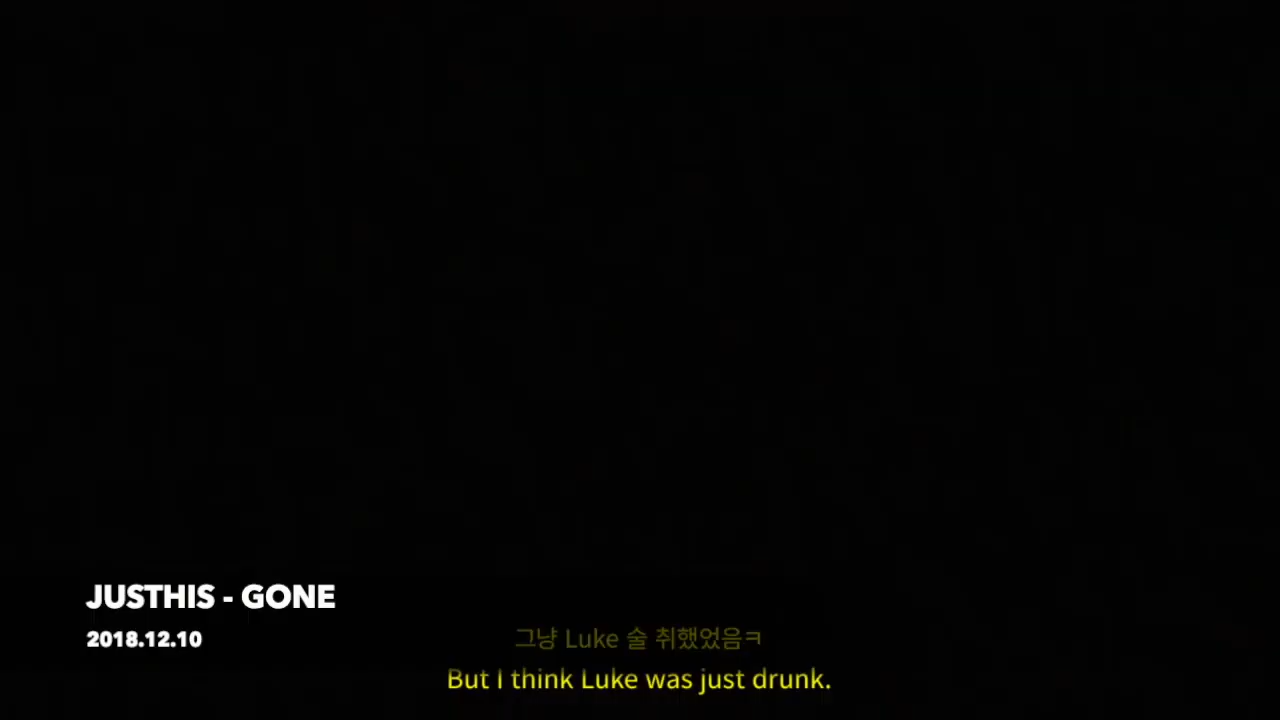 JUSTHIS - GONE
2018.12.10
그냥 Luke 술 취했었음ㅋ
But I think Luke was just drunk.